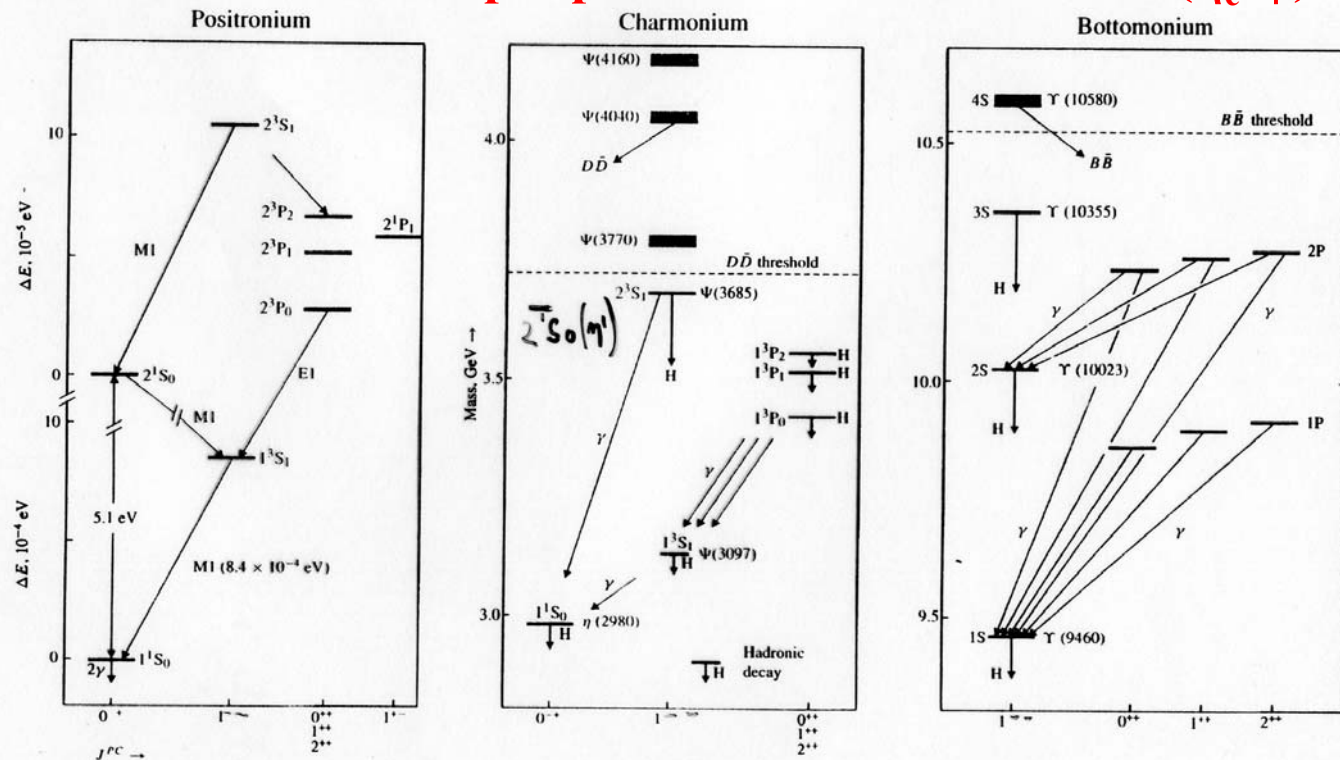 Positronium
10
2³S₁
2³P₂
2¹P₁
2³P₁
M1
2³P₀
ΔE, 10⁻⁵ eV
E1
0
2¹S₀
M1
10
1³S₁
5.1 eV
ΔE, 10⁻⁴ eV
M1 (8.4 × 10⁻⁴ eV)
0
1¹S₀
2γ
0⁻⁺
1⁻⁻
0⁺⁺
1⁺⁺
2⁺⁺
1⁺⁻
J^PC →
Charmonium
Ψ(4160)
Ψ(4040)
4.0
DD̄
Ψ(3770)
DD̄ threshold
2³S₁ Ψ(3685)
2¹S₀(η')
1³P₂ H
3.5
H
1³P₁ H
1³P₀ H
Mass. GeV →
γ
γ
1³S₁
Ψ(3097)
H
γ
3.0
1¹S₀
η (2980)
H
H
Hadronic
decay
0⁻⁺
1⁻⁻
0⁺⁺
1⁺⁺
2⁺⁺
Bottomonium
4S ϒ (10580)
BB̄ threshold
10.5
BB̄
3S ϒ (10355)
2P
H
γ
γ
10.0
2S ϒ (10023)
H
1P
γ
γ
9.5
1S ϒ (9460)
H
1⁻⁻
0⁺⁺
1⁺⁺
2⁺⁺